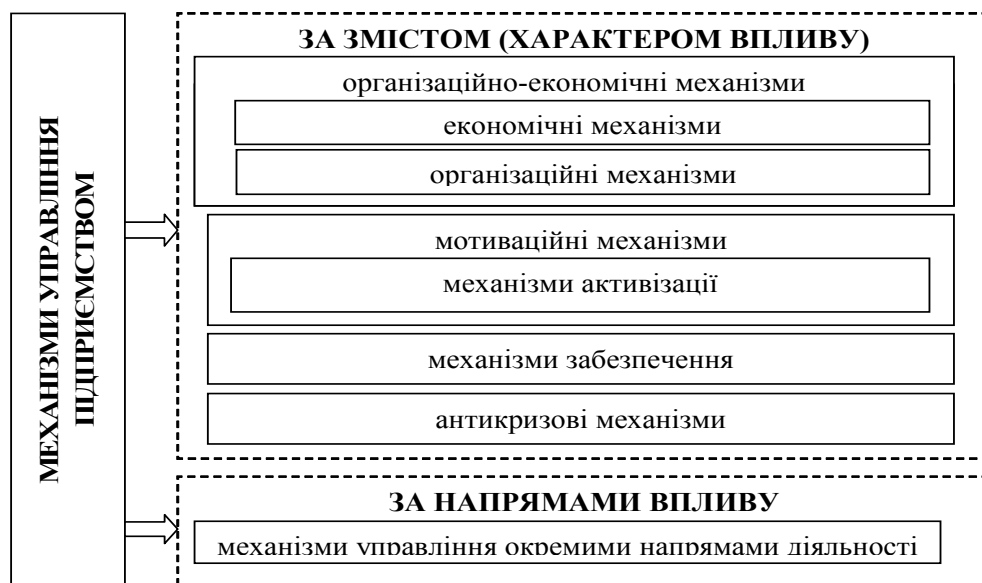 МЕХАНІЗМИ УПРАВЛІННЯ
ПІДПРИЄМСТВОМ
ЗА ЗМІСТОМ (ХАРАКТЕРОМ ВПЛИВУ)
організаційно-економічні механізми
економічні механізми
організаційні механізми
мотиваційні механізми
механізми активізації
механізми забезпечення
антикризові механізми
ЗА НАПРЯМАМИ ВПЛИВУ
механізми управління окремими напрямами діяльності